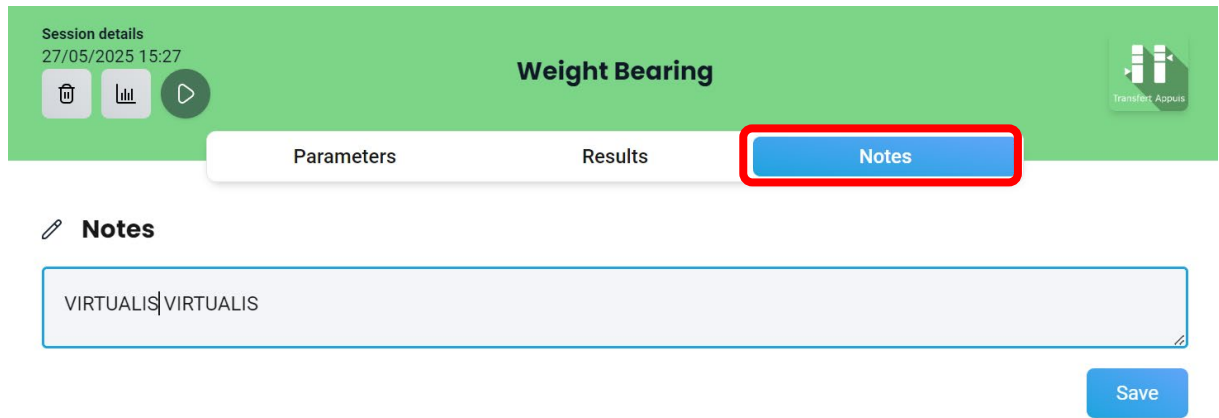 Session details
27/05/2025 15:27
Weight Bearing
Transfert Appuis
Parameters
Results
Notes
Notes
VIRTUALIS VIRTUALIS
Save